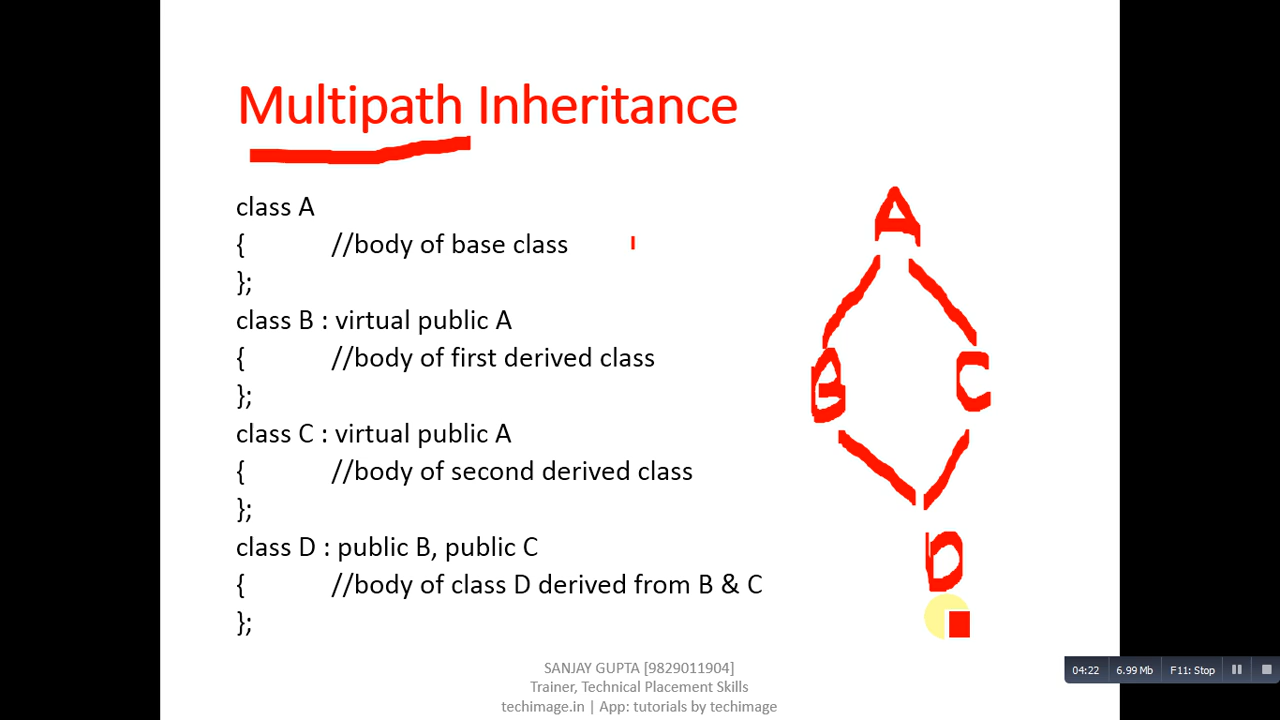 Multipath Inheritance
class A
{ //body of base class
};
class B : virtual public A
{ //body of first derived class
};
class C : virtual public A
{ //body of second derived class
};
class D : public B, public C
{ //body of class D derived from B & C
};
A
B C
D
SANJAY GUPTA [9829011904]
Trainer, Technical Placement Skills
techimage.in | App: tutorials by techimage
04:22 6.99 Mb F11: Stop